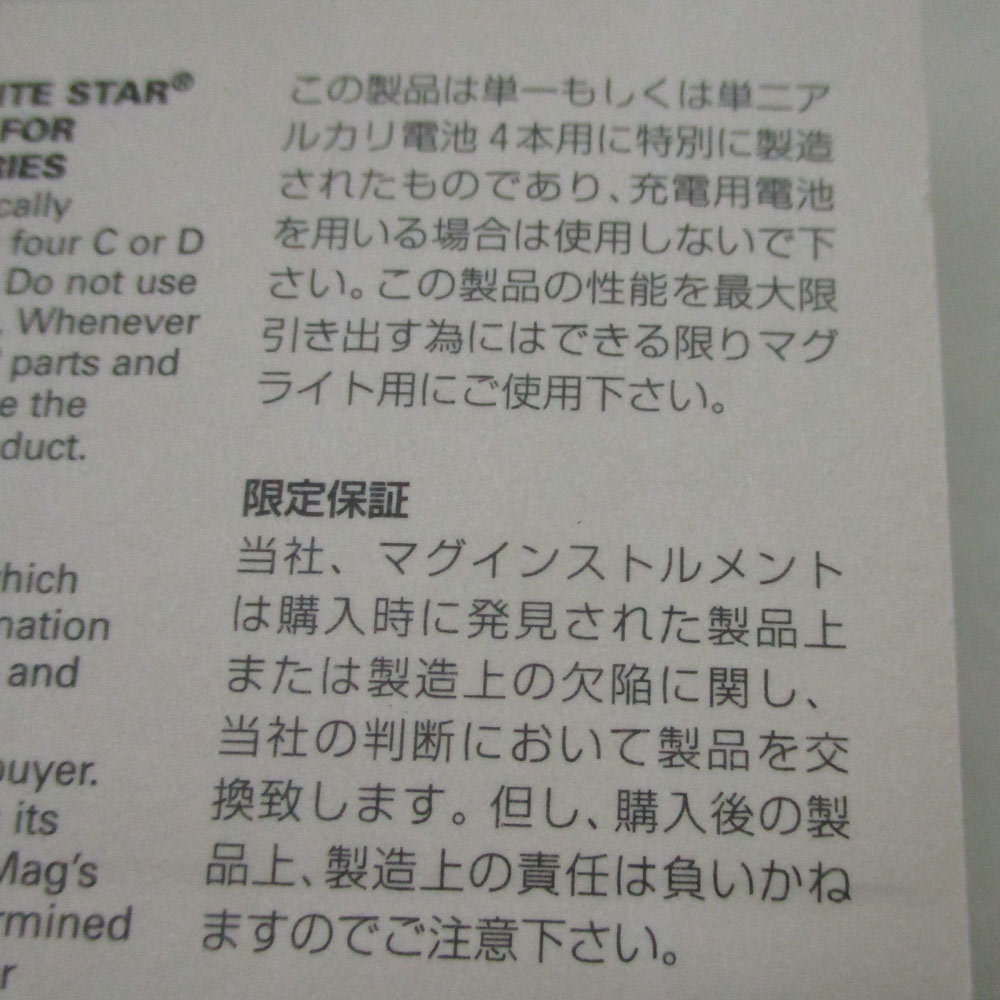 ITE STAR®
FOR
RIES
cally
four C or D
Do not use
. Whenever
parts and
e the
duct.
hich
nation
and
buyer.
its
Mag's
rmined
r
この製品は単一もしくは単二ア
ルカリ電池4本用に特別に製造
されたものであり、充電用電池
を用いる場合は使用しないで下
さい。この製品の性能を最大限
引き出す為にはできる限りマグ
ライト用にご使用下さい。
限定保証
当社、マグインストルメント
は購入時に発見された製品上
または製造上の欠陥に関し、
当社の判断において製品を交
換致します。但し、購入後の製
品上、製造上の責任は負いかね
ますのでご注意下さい。